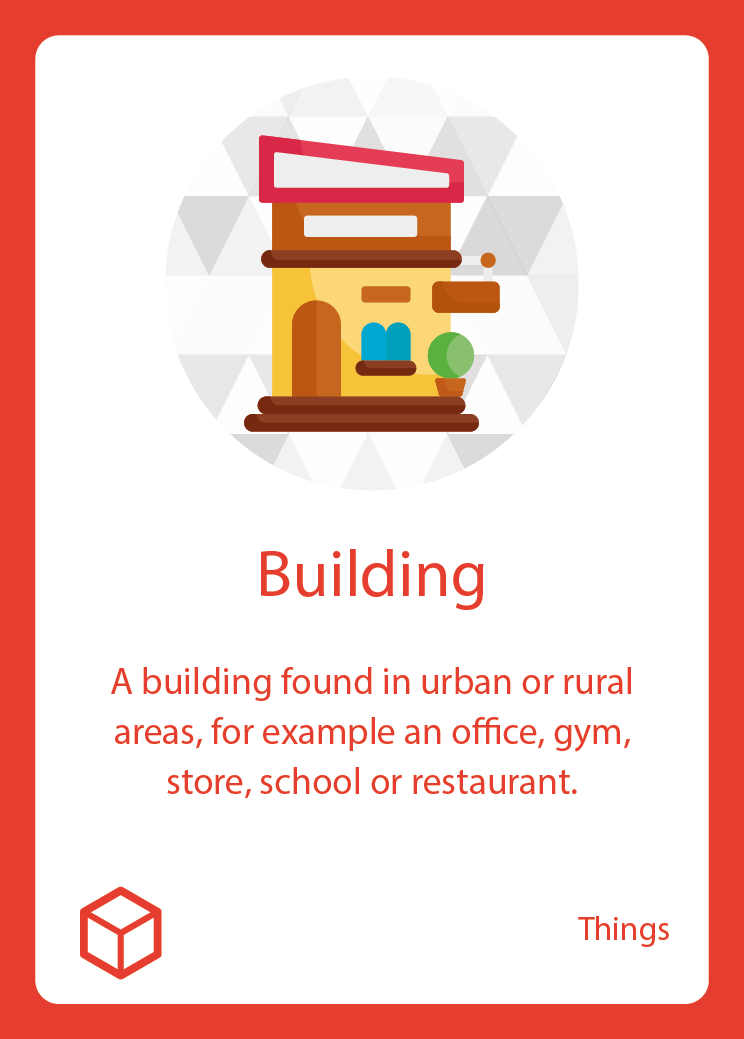 Building
A building found in urban or rural
areas, for example an office, gym,
store, school or restaurant.
Things